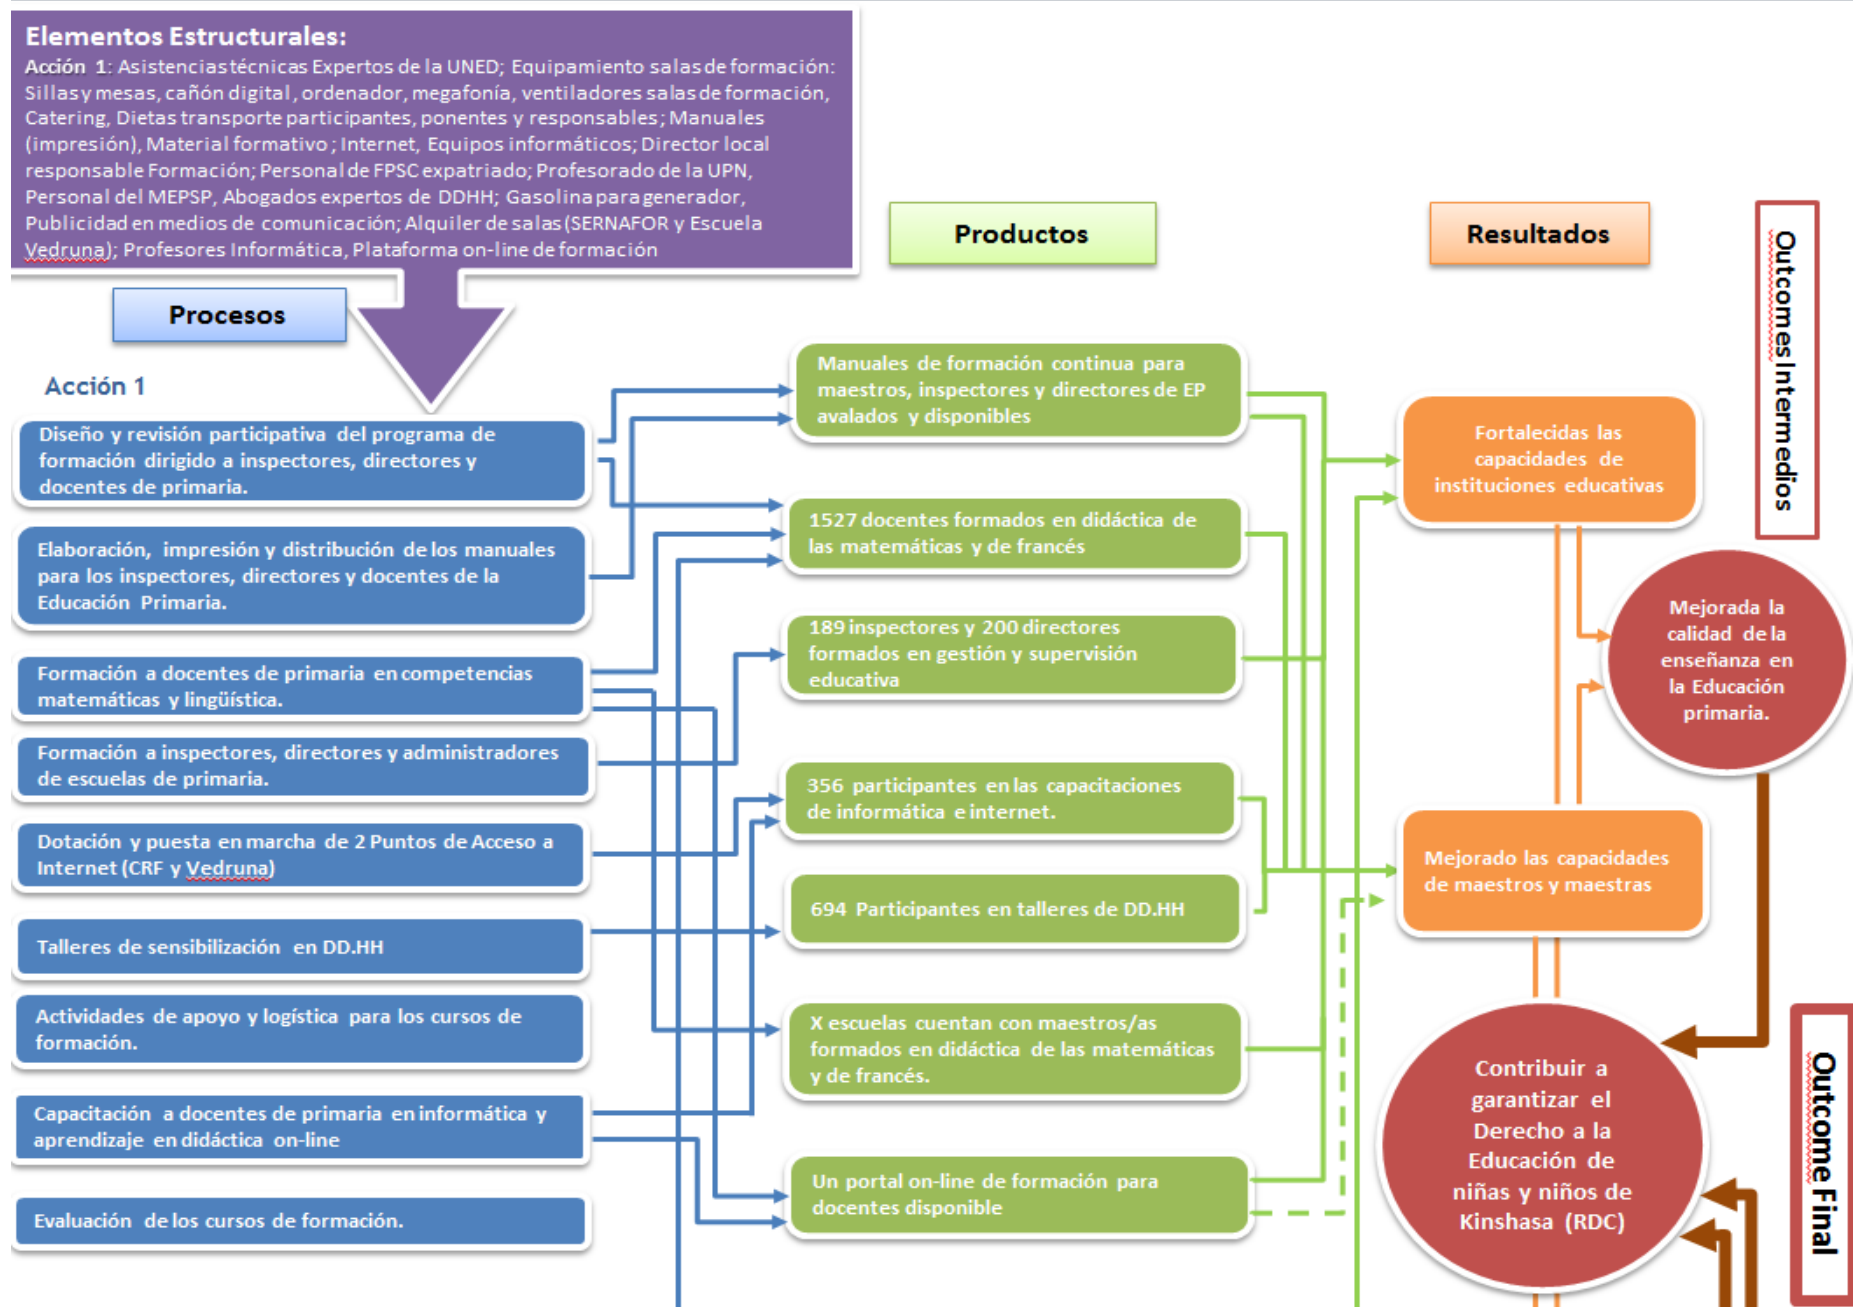 Elementos Estructurales:
Acción 1: Asistencias técnicas Expertos de la UNED; Equipamiento salas de formación:
Sillas y mesas, cañón digital, ordenador, megafonía, ventiladores salas de formación,
Catering, Dietas transporte participantes, ponentes y responsables; Manuales
(impresión), Material formativo; Internet, Equipos informáticos; Director local
responsable Formación; Personal de FPSC expatriado; Profesorado de la UPN,
Personal del MEPSP, Abogados expertos de DDHH; Gasolina para generador,
Publicidad en medios de comunicación; Alquiler de salas (SERNAFOR y Escuela
Vedruna); Profesores Informática, Plataforma on-line de formación
Procesos
Productos
Resultados
Outcomes Intermedios
Acción 1
Diseño y revisión participativa del programa de
formación dirigido a inspectores, directores y
docentes de primaria.
Elaboración, impresión y distribución de los manuales
para los inspectores, directores y docentes de la
Educación Primaria.
Formación a docentes de primaria en competencias
matemáticas y lingüística.
Formación a inspectores, directores y administradores
de escuelas de primaria.
Dotación y puesta en marcha de 2 Puntos de Acceso a
Internet (CRF y Vedruna)
Talleres de sensibilización en DD.HH
Actividades de apoyo y logística para los cursos de
formación.
Capacitación a docentes de primaria en informática y
aprendizaje en didáctica on-line
Evaluación de los cursos de formación.
Manuales de formación continua para
maestros, inspectores y directores de EP
avalados y disponibles
1527 docentes formados en didáctica de
las matemáticas y de francés
189 inspectores y 200 directores
formados en gestión y supervisión
educativa
356 participantes en las capacitaciones
de informática e internet.
694 Participantes en talleres de DD.HH
X escuelas cuentan con maestros/as
formados en didáctica de las matemáticas
y de francés.
Un portal on-line de formación para
docentes disponible
Fortalecidas las
capacidades de
instituciones educativas
Mejorado las capacidades
de maestros y maestras
Mejorada la
calidad de la
enseñanza en
la Educación
primaria.
Contribuir a
garantizar el
Derecho a la
Educación de
niñas y niños de
Kinshasa (RDC)
Outcome Final